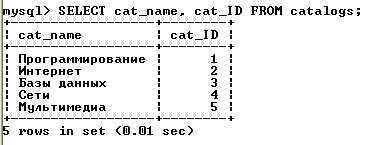 mysql> SELECT cat_name, cat_ID FROM catalogs;
+------------------+--------+
| cat_name         | cat_ID |
+------------------+--------+
| Программирование |      1 |
| Интернет         |      2 |
| Базы данных      |      3 |
| Сети             |      4 |
| Мультимедиа      |      5 |
+------------------+--------+
5 rows in set (0.01 sec)